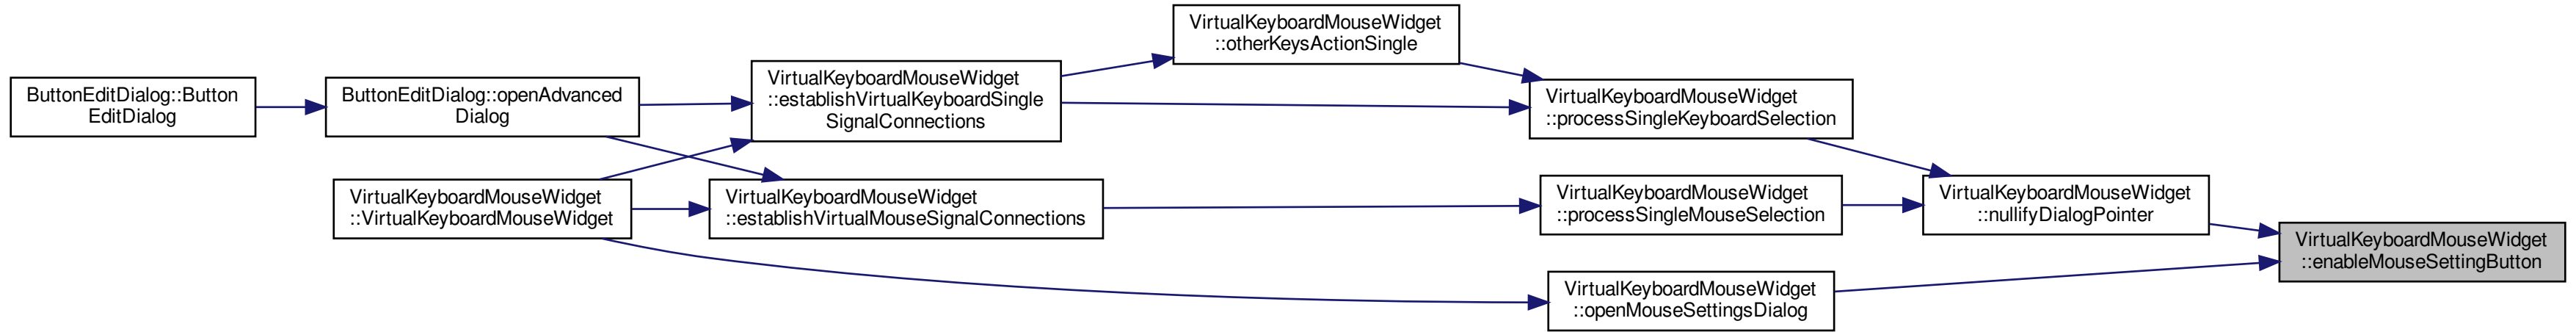 ButtonEditDialog::Button
EditDialog
ButtonEditDialog::openAdvanced
Dialog
VirtualKeyboardMouseWidget
::VirtualKeyboardMouseWidget
VirtualKeyboardMouseWidget
::establishVirtualKeyboardSingle
SignalConnections
VirtualKeyboardMouseWidget
::establishVirtualMouseSignalConnections
VirtualKeyboardMouseWidget
::otherKeysActionSingle
VirtualKeyboardMouseWidget
::processSingleKeyboardSelection
VirtualKeyboardMouseWidget
::processSingleMouseSelection
VirtualKeyboardMouseWidget
::openMouseSettingsDialog
VirtualKeyboardMouseWidget
::nullifyDialogPointer
VirtualKeyboardMouseWidget
::enableMouseSettingButton